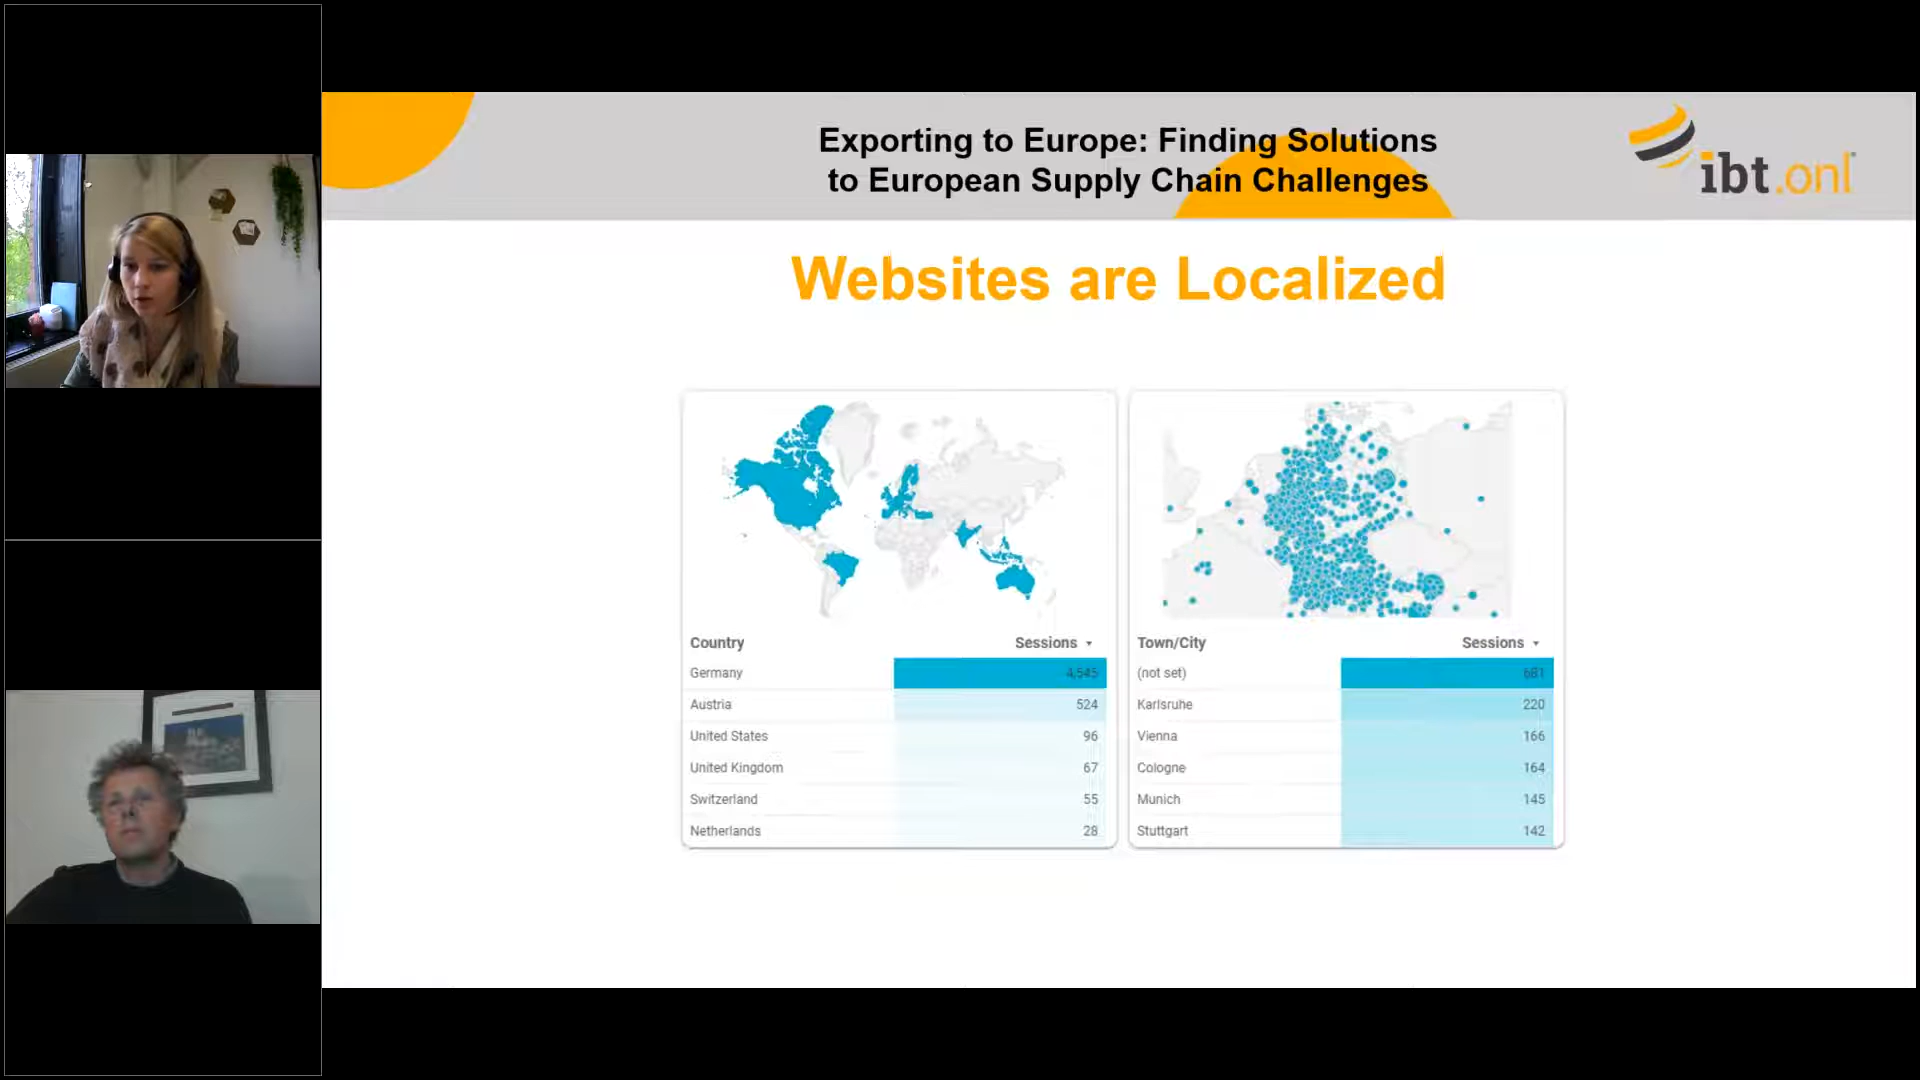 Exporting to Europe: Finding Solutions
to European Supply Chain Challenges
ibt.onl
Websites are Localized
Country Sessions
Germany 4,545
Austria 524
United States 96
United Kingdom 67
Switzerland 55
Netherlands 28
Town/City Sessions
(not set) 681
Karlsruhe 220
Vienna 166
Cologne 164
Munich 145
Stuttgart 142